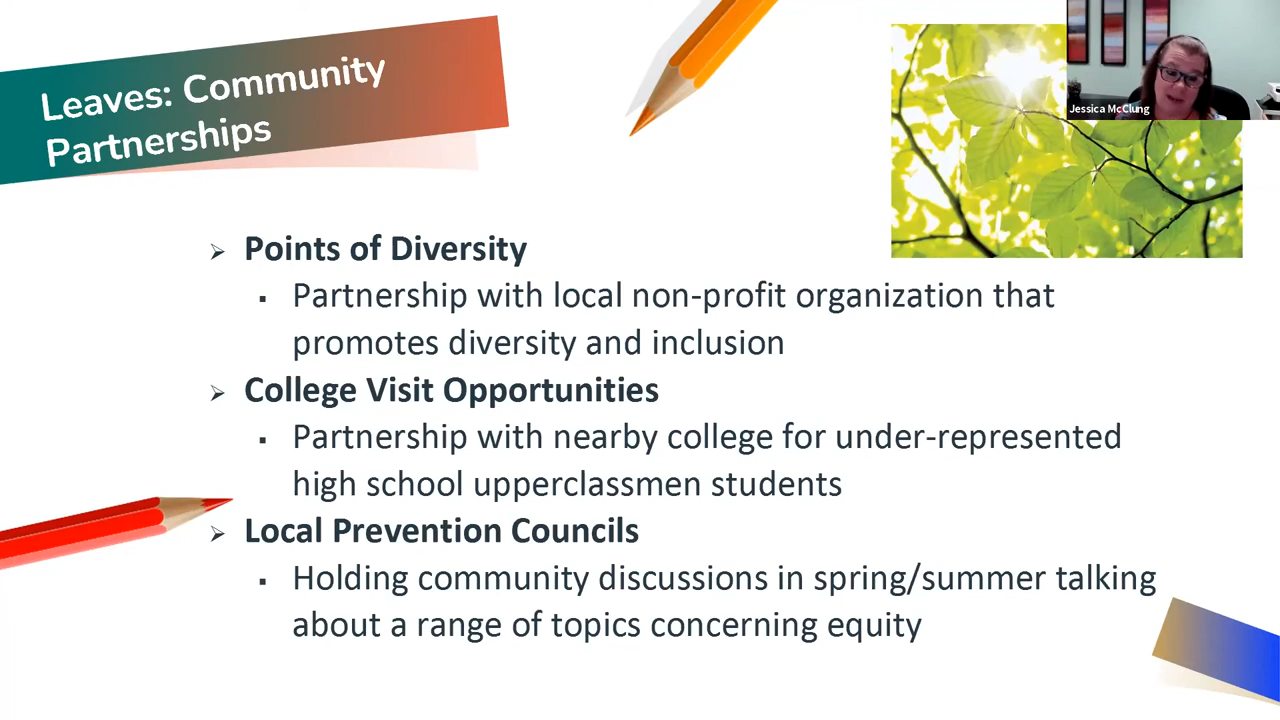 Leaves: Community
Partnerships
Jessica McClung
➢ Points of Diversity
▪ Partnership with local non-profit organization that
promotes diversity and inclusion
➢ College Visit Opportunities
▪ Partnership with nearby college for under-represented
high school upperclassmen students
➢ Local Prevention Councils
▪ Holding community discussions in spring/summer talking
about a range of topics concerning equity